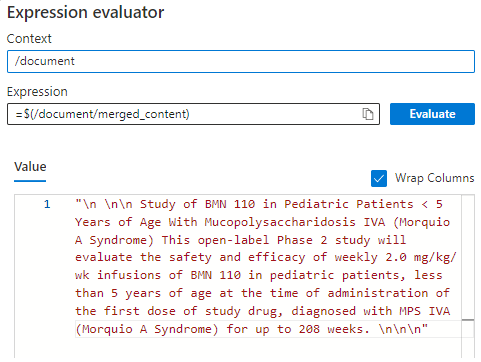 Expression evaluator
Context
/document
Expression
=$(/document/merged_content)
Evaluate
Value
Wrap Columns
1
"\n \n\n Study of BMN 110 in Pediatric Patients < 5
Years of Age With Mucopolysaccharidosis IVA (Morquio
A Syndrome) This open-label Phase 2 study will
evaluate the safety and efficacy of weekly 2.0 mg/kg/
wk infusions of BMN 110 in pediatric patients, less
than 5 years of age at the time of administration of
the first dose of study drug, diagnosed with MPS IVA
(Morquio A Syndrome) for up to 208 weeks. \n\n\n"